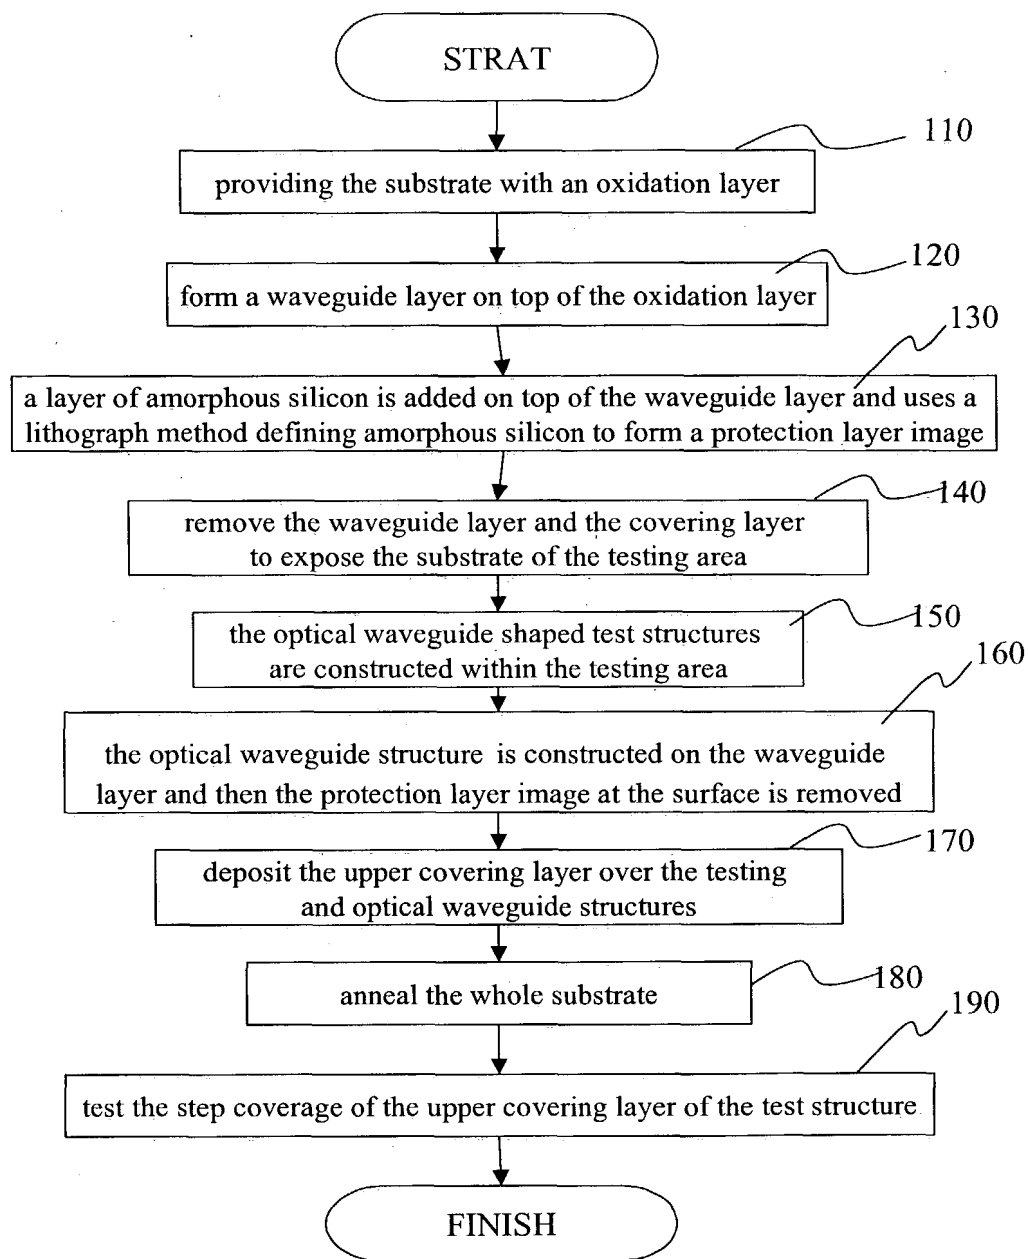 STRAT
110
providing the substrate with an oxidation layer
120
form a waveguide layer on top of the oxidation layer
130
a layer of amorphous silicon is added on top of the waveguide layer and uses a
lithograph method defining amorphous silicon to form a protection layer image
140
remove the waveguide layer and the covering layer
to expose the substrate of the testing area
150
the optical waveguide shaped test structures
are constructed within the testing area
160
the optical waveguide structure is constructed on the waveguide
layer and then the protection layer image at the surface is removed
170
deposit the upper covering layer over the testing
and optical waveguide structures
180
anneal the whole substrate
190
test the step coverage of the upper covering layer of the test structure
FINISH